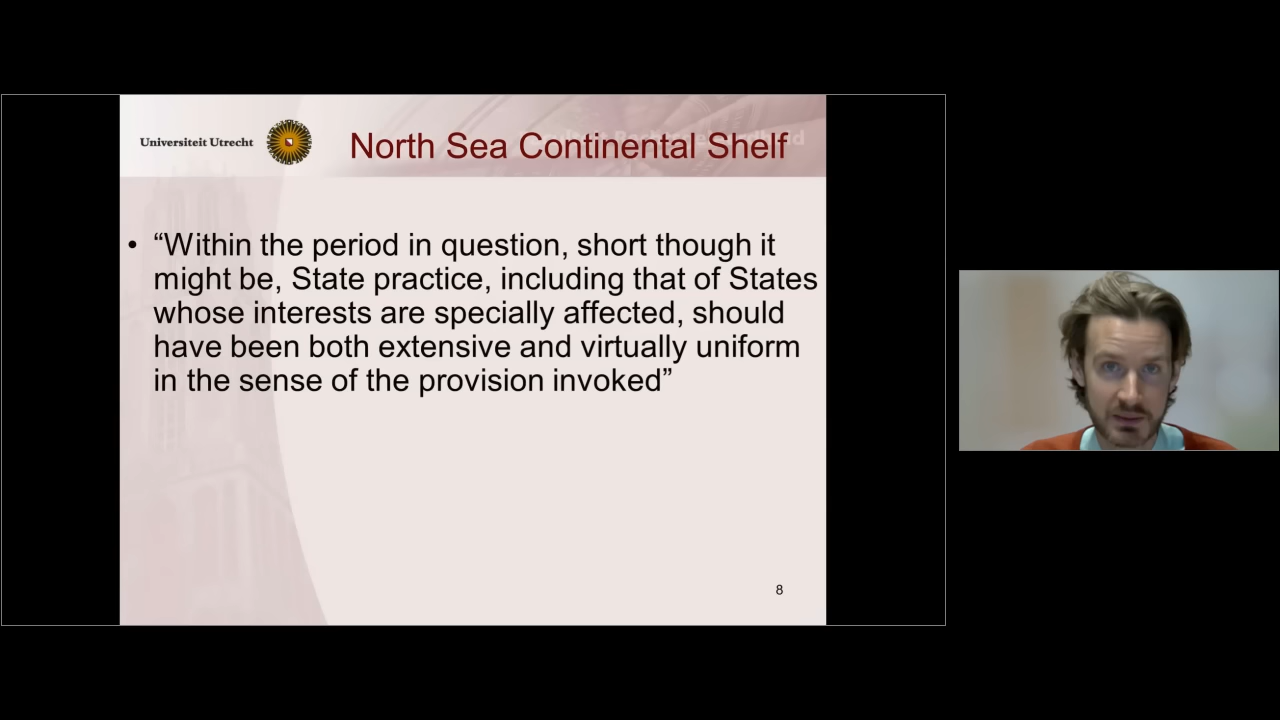 Universiteit Utrecht
North Sea Continental Shelf
• “Within the period in question, short though it
might be, State practice, including that of States
whose interests are specially affected, should
have been both extensive and virtually uniform
in the sense of the provision invoked”
8